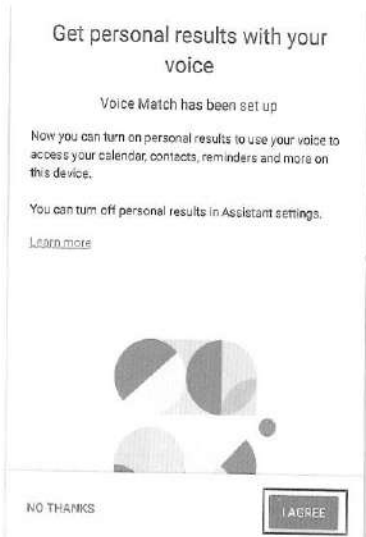 Get personal results with your
voice
Voice Match has been set up
Now you can turn on personal results to use your voice to
access your calendar, contacts, reminders and more on
this device.
You can turn off personal results in Assistant settings.
Learn more
NO THANKS
I AGREE